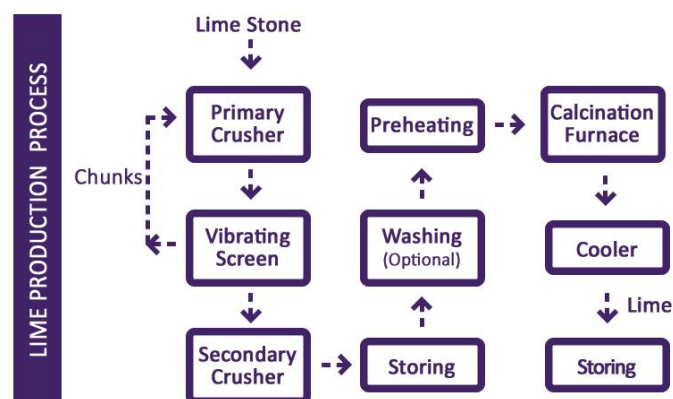 LIME PRODUCTION PROCESS
Lime Stone
Primary
Crusher
Chunks
Vibrating
Screen
Secondary
Crusher
Storing
Washing
(Optional)
Preheating
Calcination
Furnace
Cooler
Lime
Storing